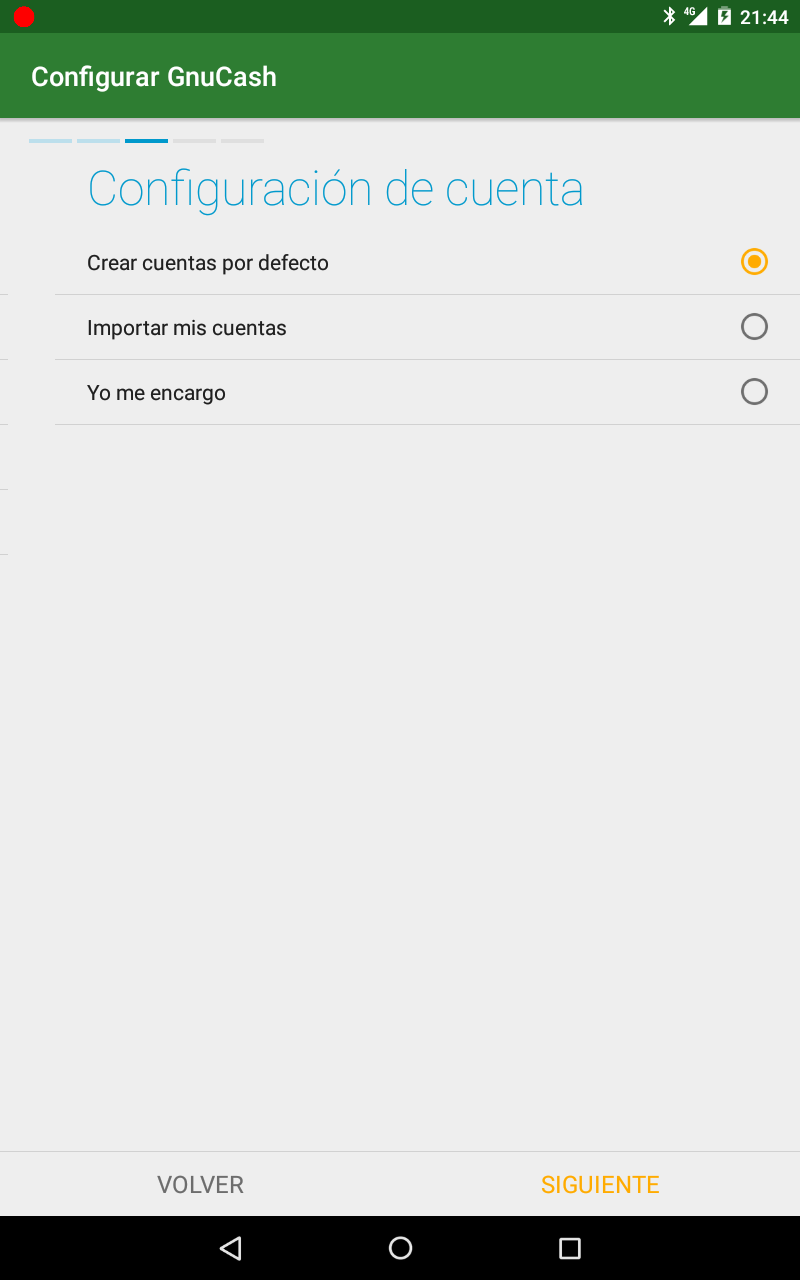 4G 21:44
Configurar GnuCash
Configuración de cuenta
Crear cuentas por defecto
Importar mis cuentas
Yo me encargo
VOLVER SIGUIENTE